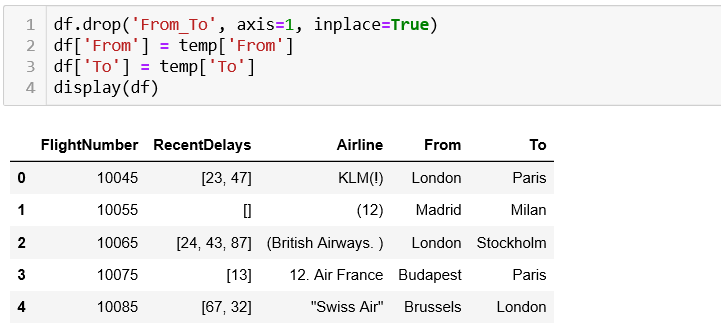 1 df.drop('From_To', axis=1, inplace=True)
2 df['From'] = temp['From']
3 df['To'] = temp['To']
4 display(df)
FlightNumber RecentDelays Airline From To
0 10045 [23, 47] KLM(!) London Paris
1 10055 [] (12) Madrid Milan
2 10065 [24, 43, 87] (British Airways. ) London Stockholm
3 10075 [13] 12. Air France Budapest Paris
4 10085 [67, 32] "Swiss Air" Brussels London